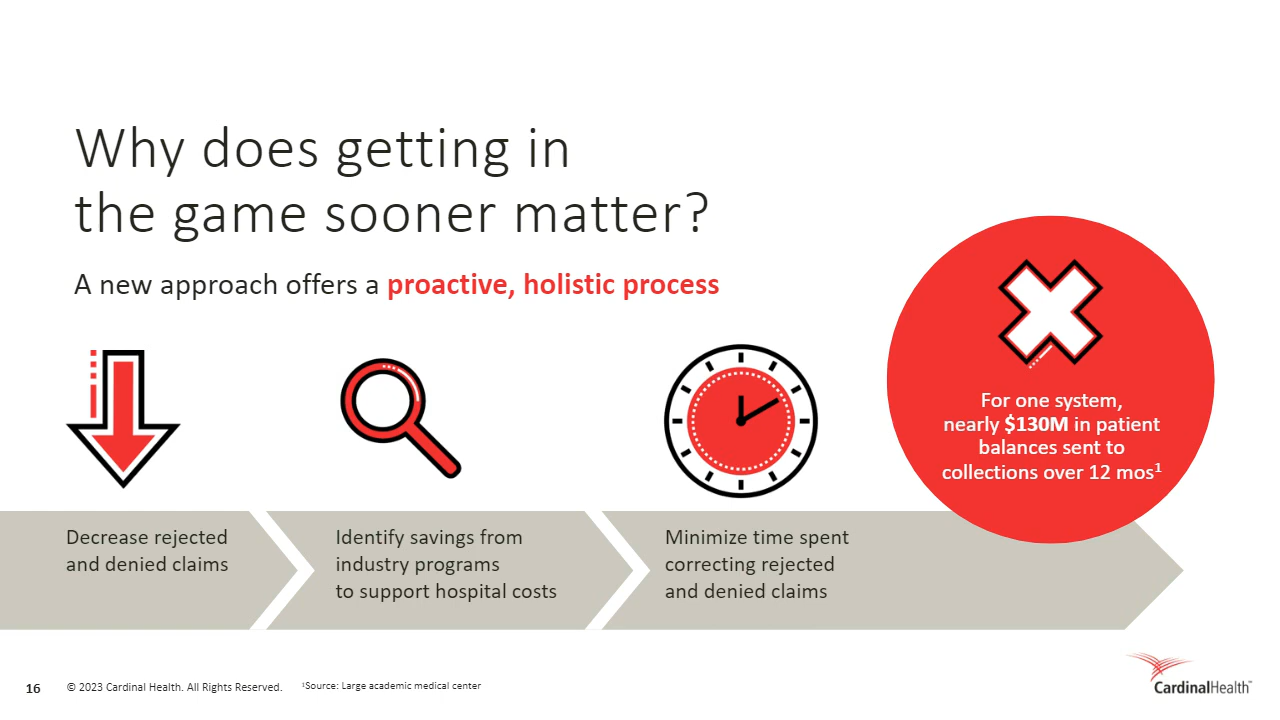 Why does getting in
the game sooner matter?
A new approach offers a proactive, holistic process
For one system,
nearly $130M in patient
balances sent to
collections over 12 mos¹
Decrease rejected
and denied claims
Identify savings from
industry programs
to support hospital costs
Minimize time spent
correcting rejected
and denied claims
16
© 2023 Cardinal Health. All Rights Reserved.
¹Source: Large academic medical center
CardinalHealth™